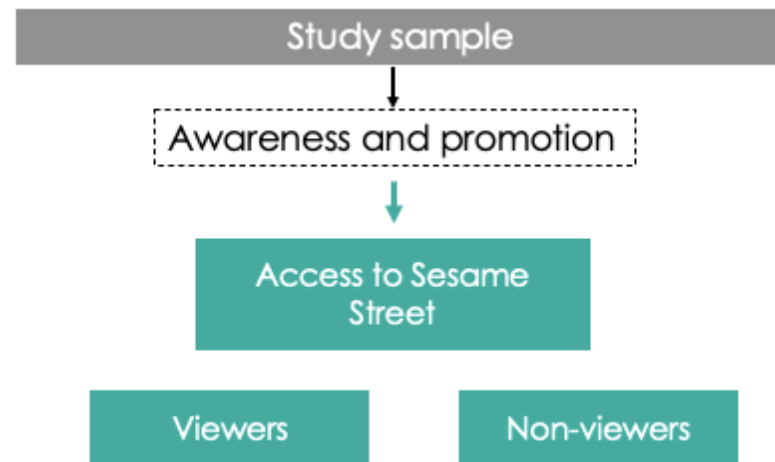 Study sample
Awareness and promotion
Access to Sesame
Street
Viewers
Non-viewers